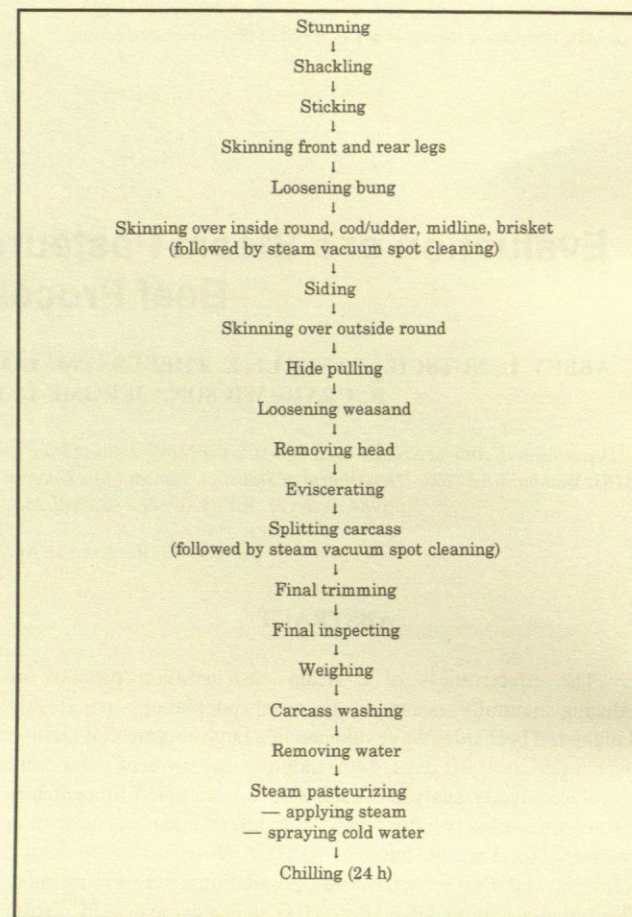 Stunning
↓
Shackling
↓
Sticking
↓
Skinning front and rear legs
↓
Loosening bung
↓
Skinning over inside round, cod/udder, midline, brisket
(followed by steam vacuum spot cleaning)
↓
Siding
↓
Skinning over outside round
↓
Hide pulling
↓
Loosening weasand
↓
Removing head
↓
Eviscerating
↓
Splitting carcass
(followed by steam vacuum spot cleaning)
↓
Final trimming
↓
Final inspecting
↓
Weighing
↓
Carcass washing
↓
Removing water
↓
Steam pasteurizing
— applying steam
— spraying cold water
↓
Chilling (24 h)